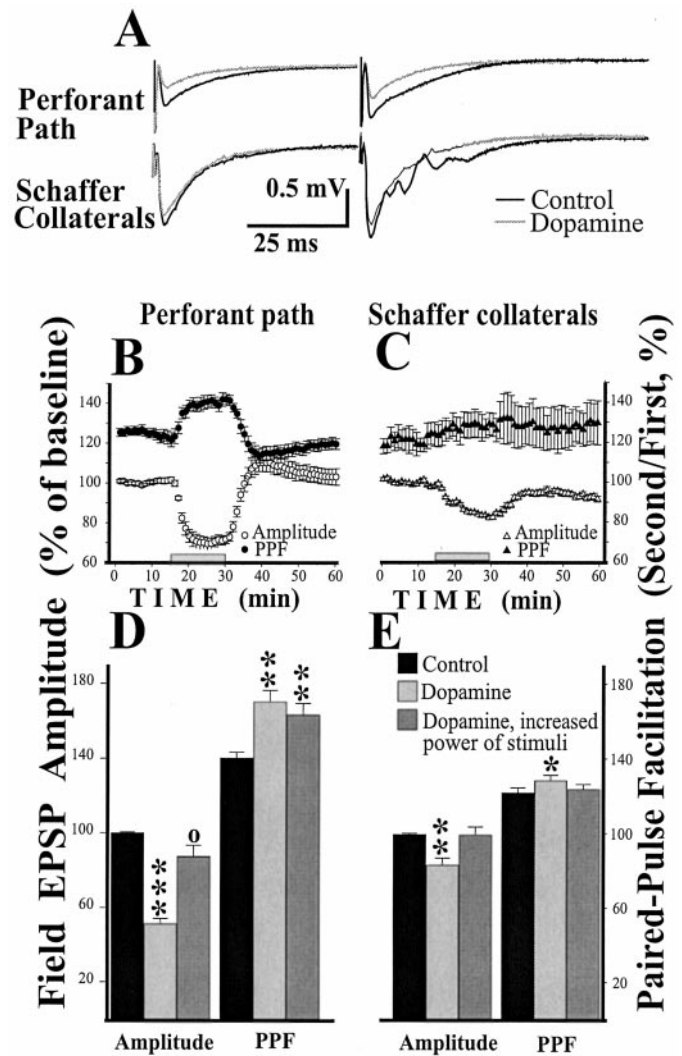 A
Perforant
Path
Schaffer
Collaterals
0.5 mV
25 ms
Control
Dopamine
Perforant path
Schaffer collaterals
B
C
Field EPSP Amplitude (% of baseline)
Paired-Pulse Facilitation (Second/First, %)
140
120
100
80
60
Amplitude
PPF
0 10 20 30 40 50 60
TIME (min)
140
120
100
80
60
Amplitude
PPF
0 10 20 30 40 50 60
TIME (min)
D
E
Control
Dopamine
Dopamine, increased
power of stimuli
180
140
100
60
20
***
o
**
**
Amplitude PPF
180
140
100
60
20
**
*
Amplitude PPF